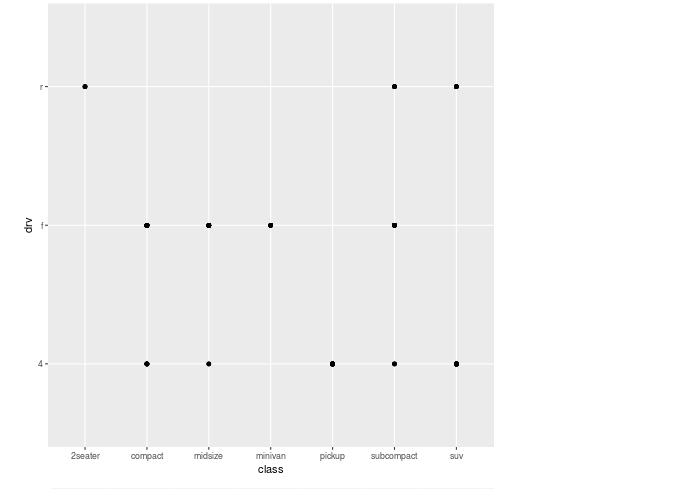 r
f
drv
4
2seater compact midsize minivan pickup subcompact suv
class